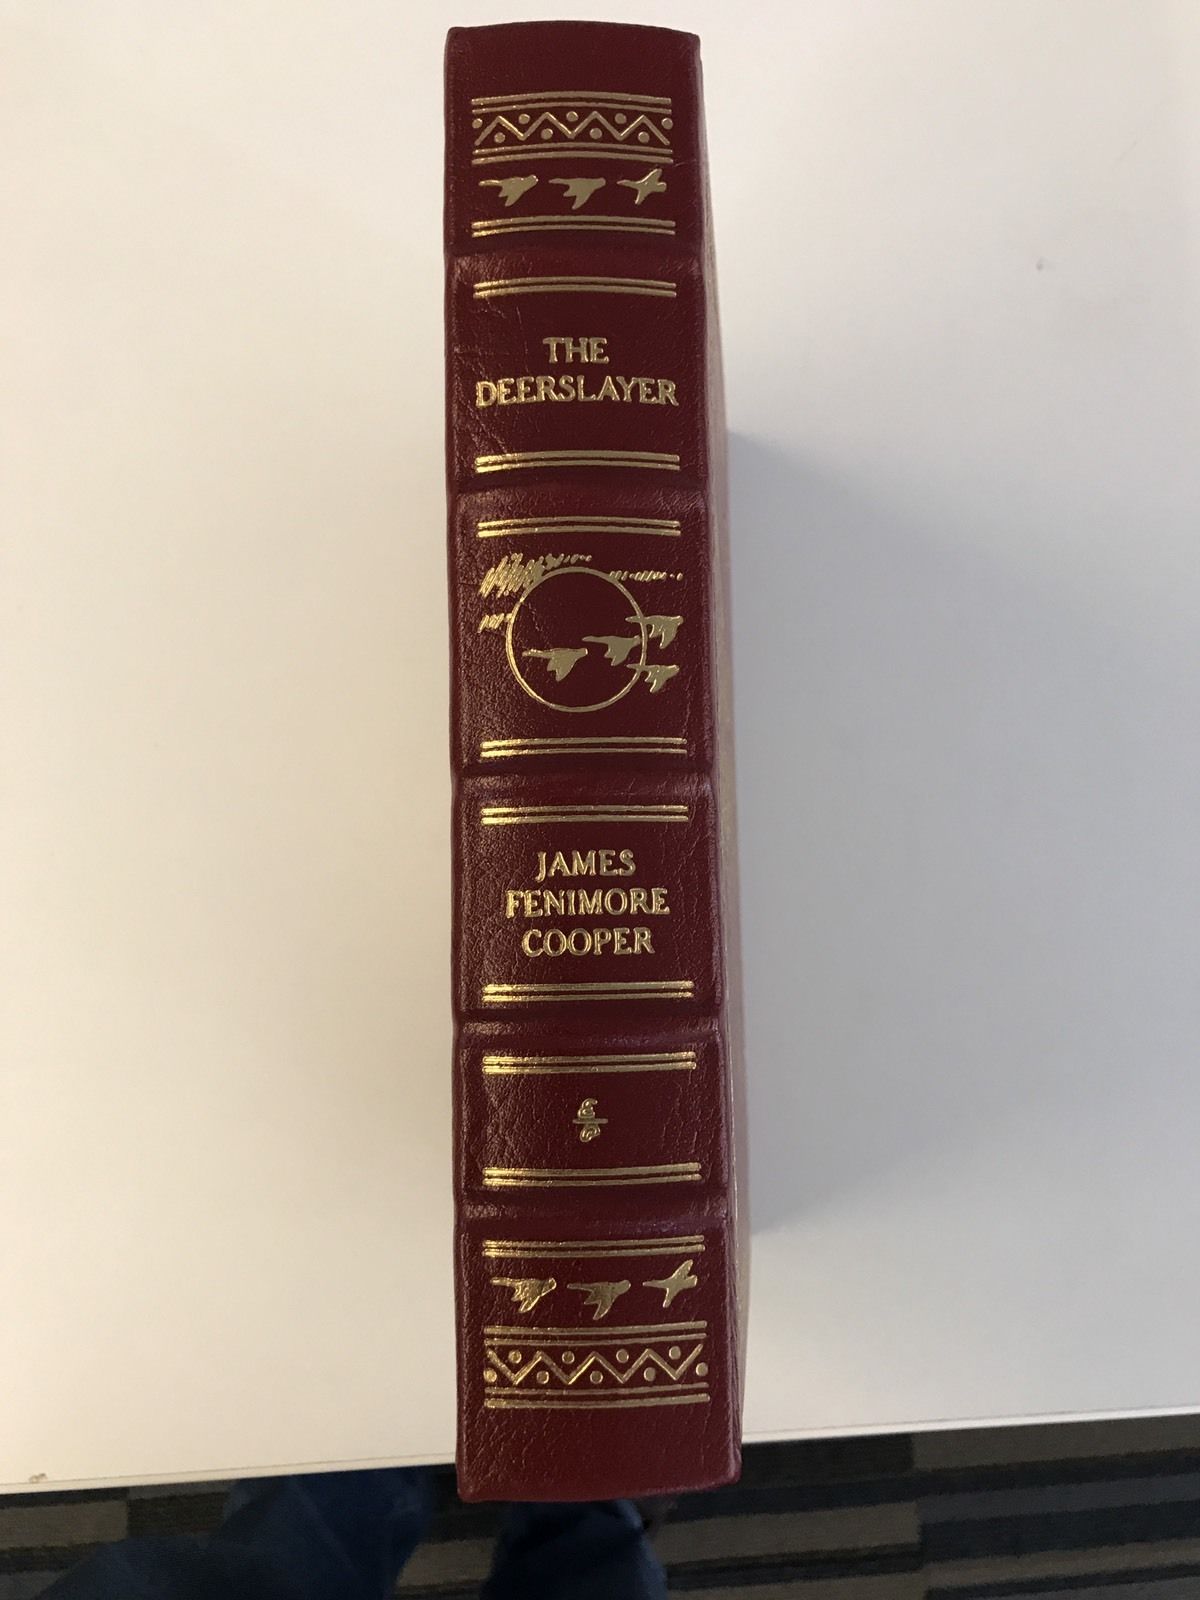 THE
DEERSLAYER
JAMES
FENIMORE
COOPER